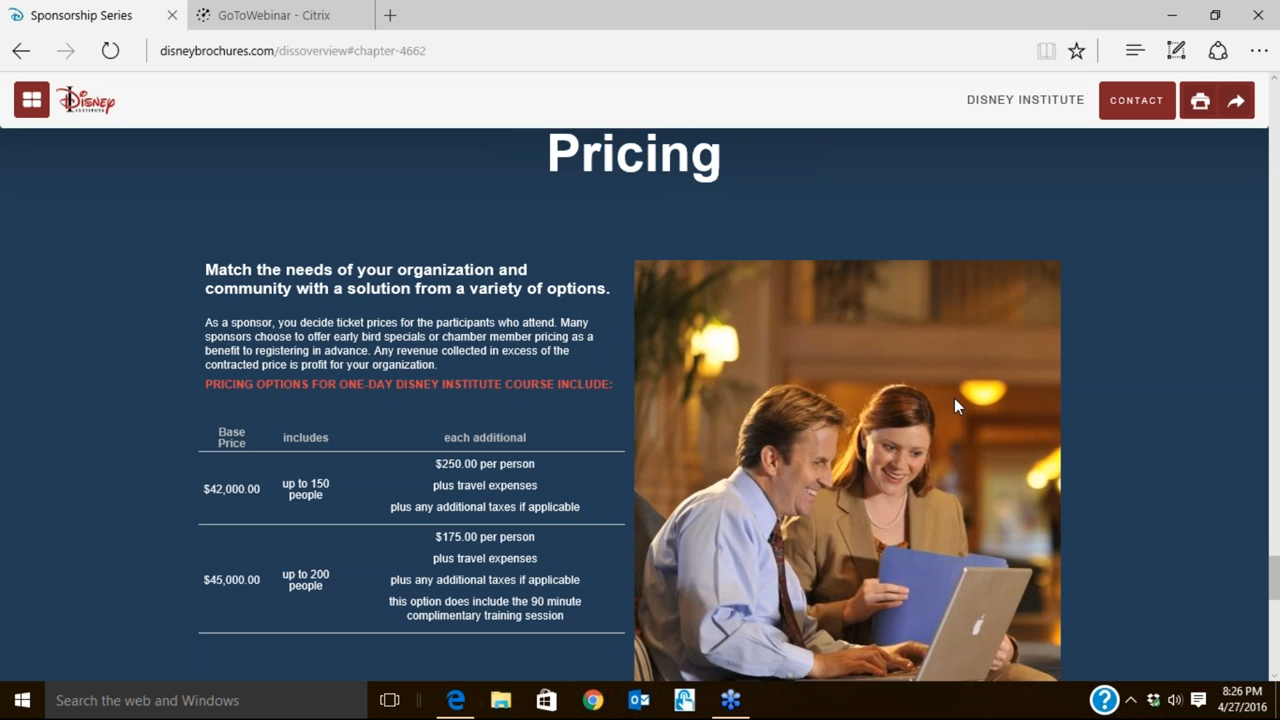 Sponsorship Series
GoToWebinar - Citrix
disneybrochures.com/dissoverview#chapter-4662
Disney
INSTITUTE
DISNEY INSTITUTE
CONTACT
Pricing
Match the needs of your organization and
community with a solution from a variety of options.
As a sponsor, you decide ticket prices for the participants who attend. Many
sponsors choose to offer early bird specials or chamber member pricing as a
benefit to registering in advance. Any revenue collected in excess of the
contracted price is profit for your organization.
PRICING OPTIONS FOR ONE-DAY DISNEY INSTITUTE COURSE INCLUDE:
Base
Price
includes
each additional
$42,000.00
up to 150
people
$250.00 per person
plus travel expenses
plus any additional taxes if applicable
$45,000.00
up to 200
people
$175.00 per person
plus travel expenses
plus any additional taxes if applicable
this option does include the 90 minute
complimentary training session
Search the web and Windows
8:26 PM
4/27/2016